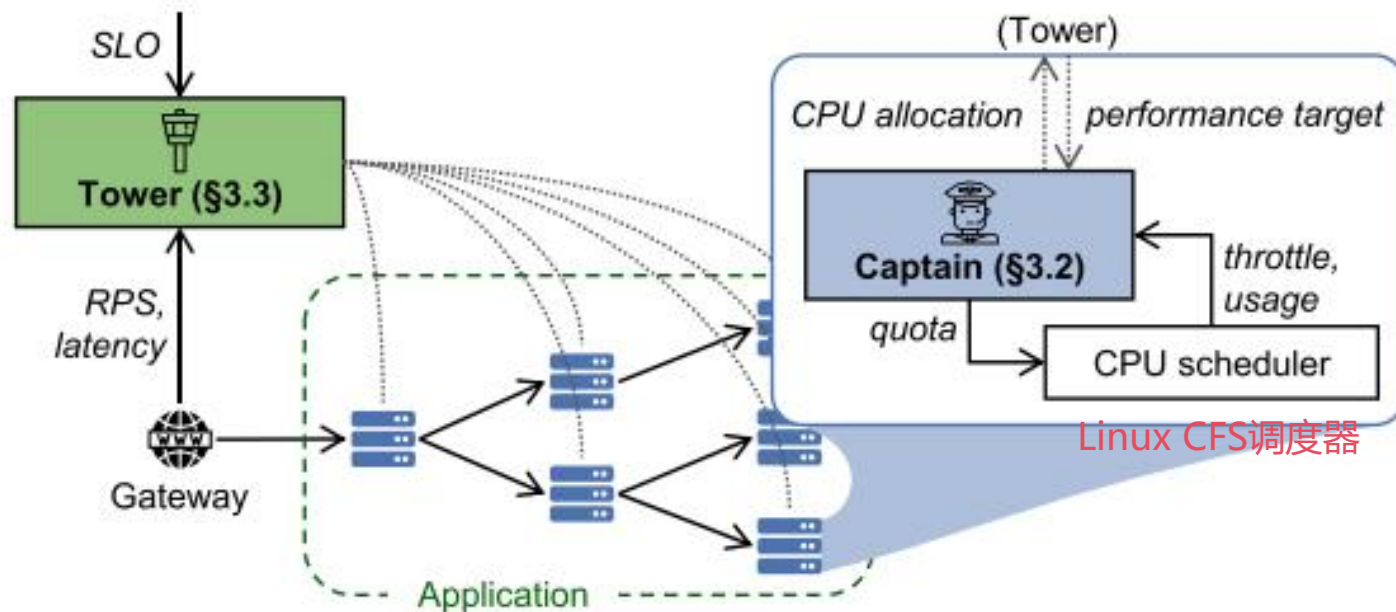 SLO
Tower (§3.3)
RPS,
latency
WWW
Gateway
Application
(Tower)
CPU allocation
performance target
Captain (§3.2)
throttle,
usage
quota
CPU scheduler
Linux CFS调度器